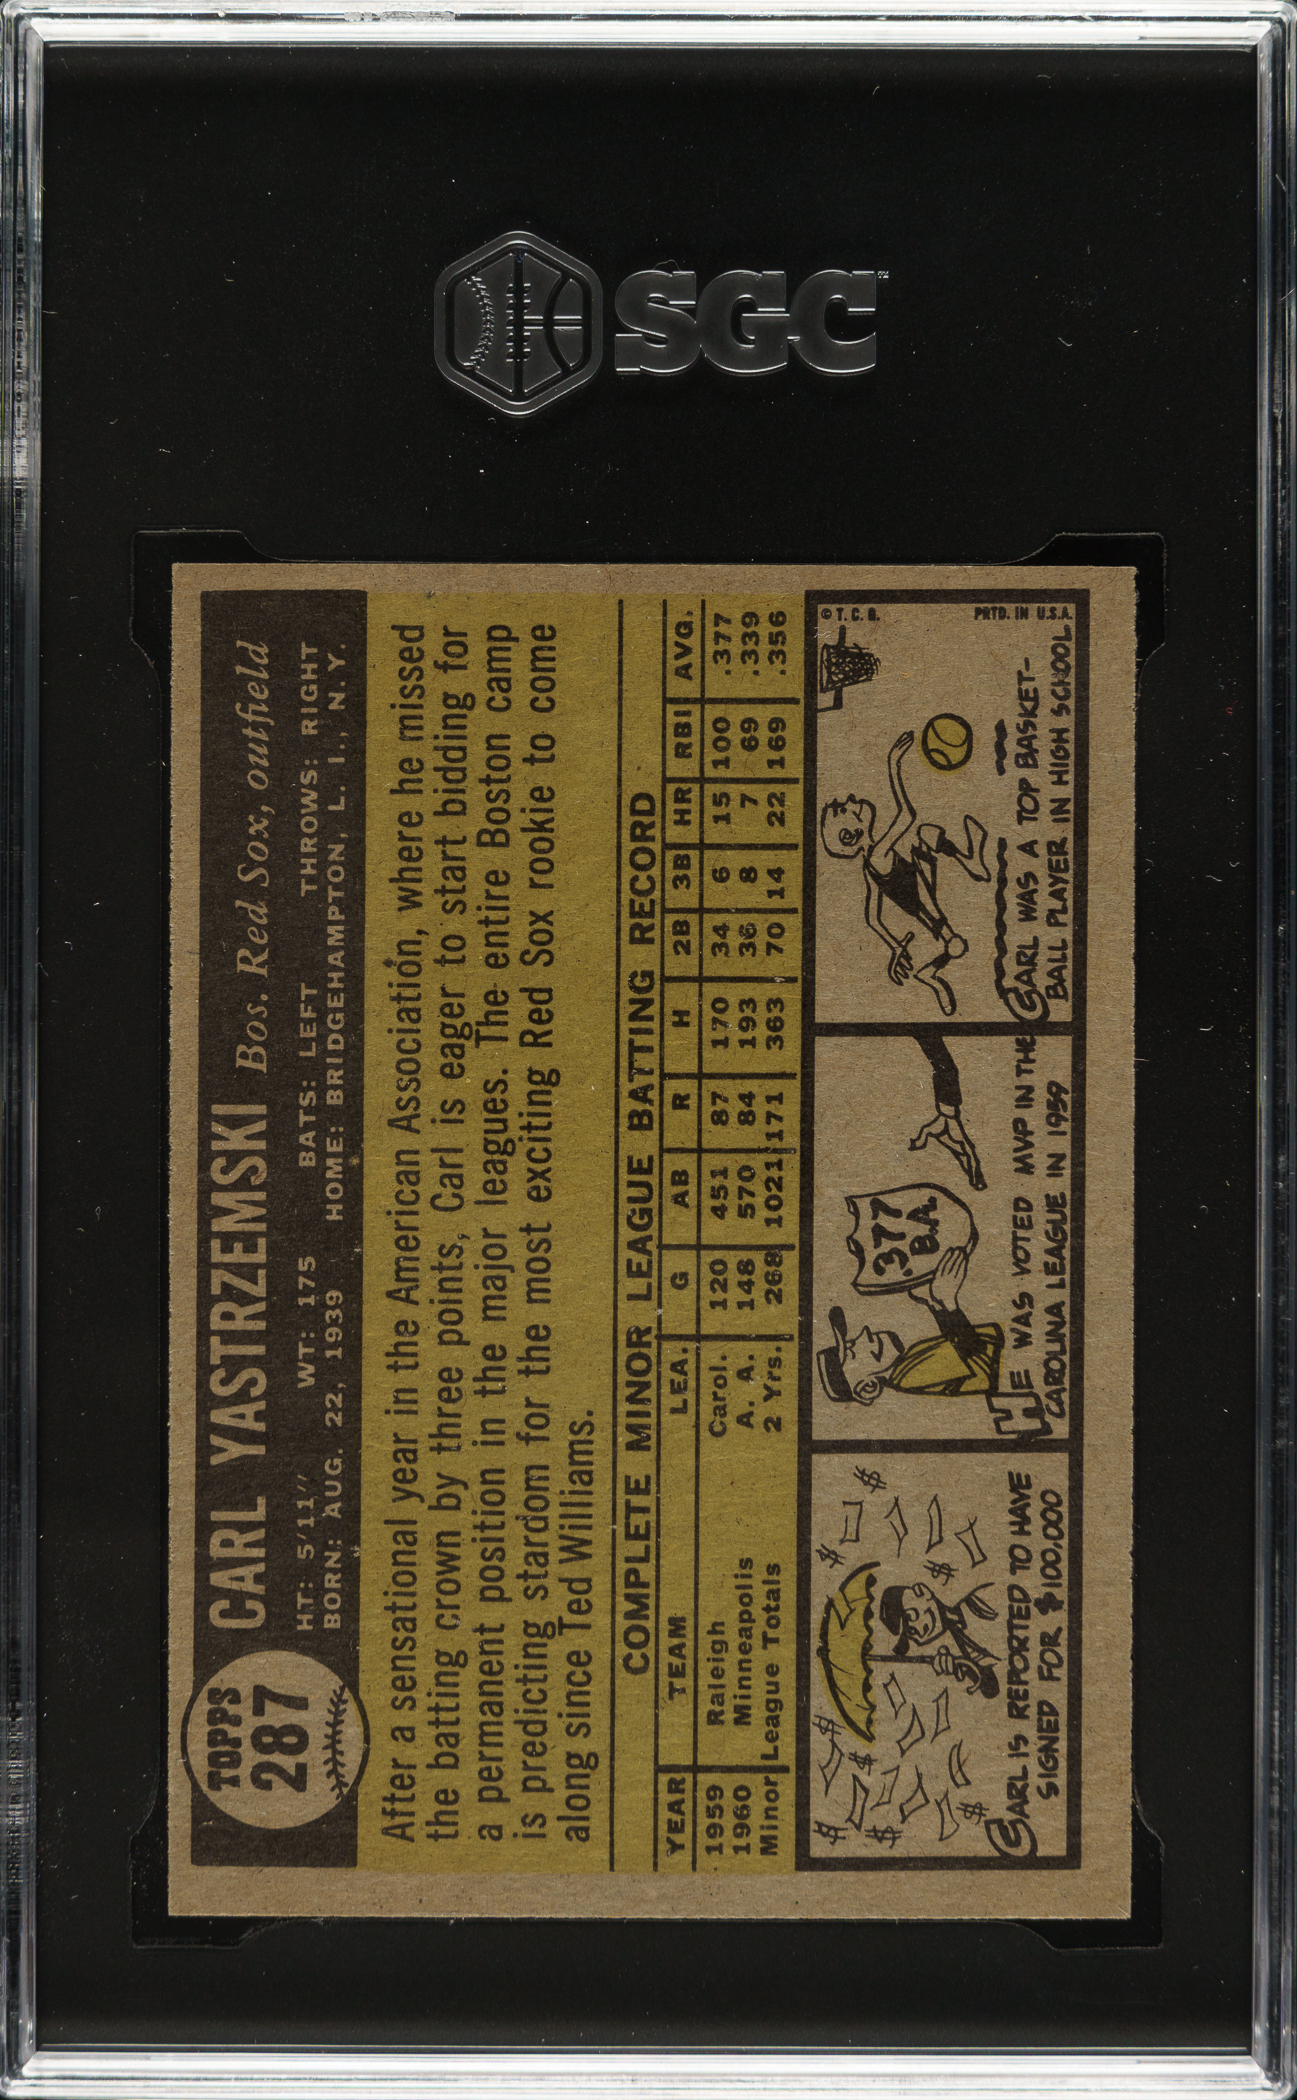 SGC™
TOPPS
287
CARL YASTRZEMSKI Bos. Red Sox, outfield
HT: 5'11" WT: 175 BATS: LEFT THROWS: RIGHT
BORN: AUG. 22, 1939 HOME: BRIDGEHAMPTON, L. I., N. Y.
After a sensational year in the American Association, where he missed
the batting crown by three points, Carl is eager to start bidding for
a permanent position in the major leagues. The entire Boston camp
is predicting stardom for the most exciting Red Sox rookie to come
along since Ted Williams.
COMPLETE MINOR LEAGUE BATTING RECORD
YEAR TEAM LEA. G AB R H 2B 3B HR RBI AVG.
1959 Raleigh Carol. 120 451 87 170 34 6 15 100 .377
1960 Minneapolis A. A. 148 570 84 193 36 8 7 69 .339
Minor League Totals 2 Yrs. 268 1021 171 363 70 14 22 169 .356
$ $ $ $ $ $ $ $
CARL IS REPORTED TO HAVE
SIGNED FOR $100,000
.377
B.A.
HE WAS VOTED MVP IN THE
CAROLINA LEAGUE IN 1959
© T. C. G. PRTD. IN U.S.A.
CARL WAS A TOP BASKET-
BALL PLAYER IN HIGH SCHOOL